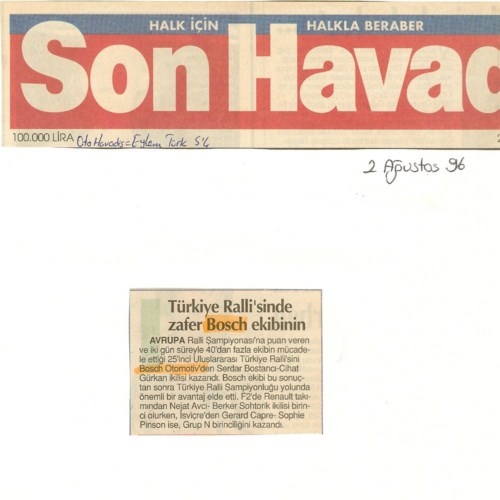 HALK İÇİN HALKLA BERABER
Son Havad
100.000 LİRA Oto Havadis = Eylem Türk S4
2 Ağustos 96
Türkiye Ralli'sinde
zafer Bosch ekibinin
AVRUPA Ralli Şampiyonası'na puan veren
ve iki gün süreyle 40'dan fazla ekibin mücade-
le ettiği 25'inci Uluslararası Türkiye Ralli'sini
Bosch Otomotiv'den Serdar Bostancı-Cihat
Gürkan ikilisi kazandı. Bosch ekibi bu sonuç-
tan sonra Türkiye Ralli Şampiyonluğu yolunda
önemli bir avantaj elde etti. F2'de Renault takı-
mından Nejat Avcı- Berker Sohtorik ikilisi birin-
ci olurken, İsviçre'den Gerard Capre- Sophie
Pinson ise, Grup N birinciliğini kazandı.